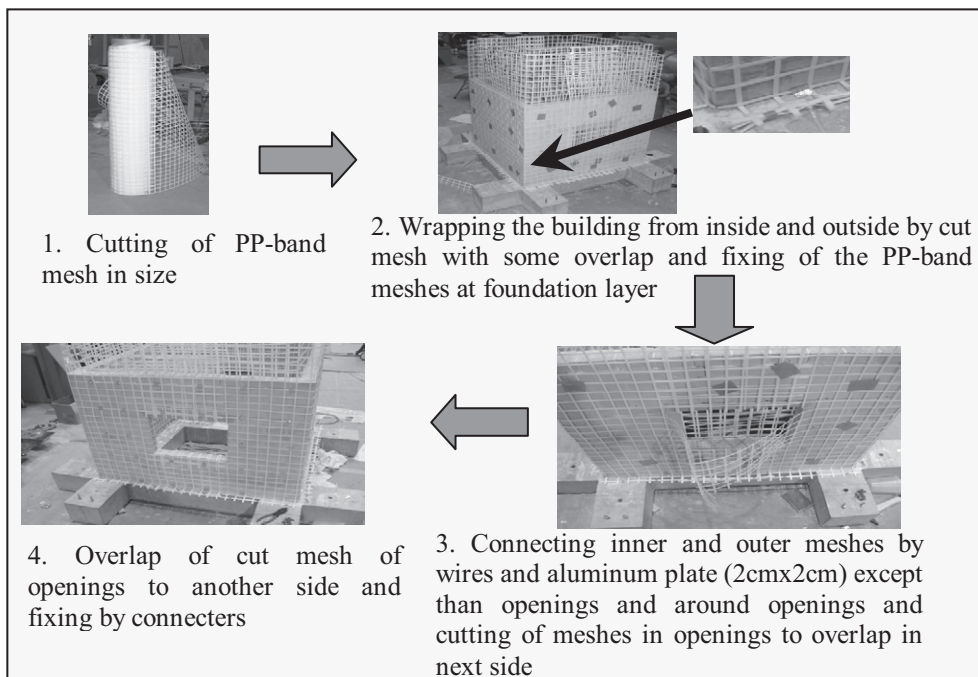 1. Cutting of PP-band
mesh in size
2. Wrapping the building from inside and outside by cut
mesh with some overlap and fixing of the PP-band
meshes at foundation layer
3. Connecting inner and outer meshes by
wires and aluminum plate (2cmx2cm) except
than openings and around openings and
cutting of meshes in openings to overlap in
next side
4. Overlap of cut mesh of
openings to another side and
fixing by connecters